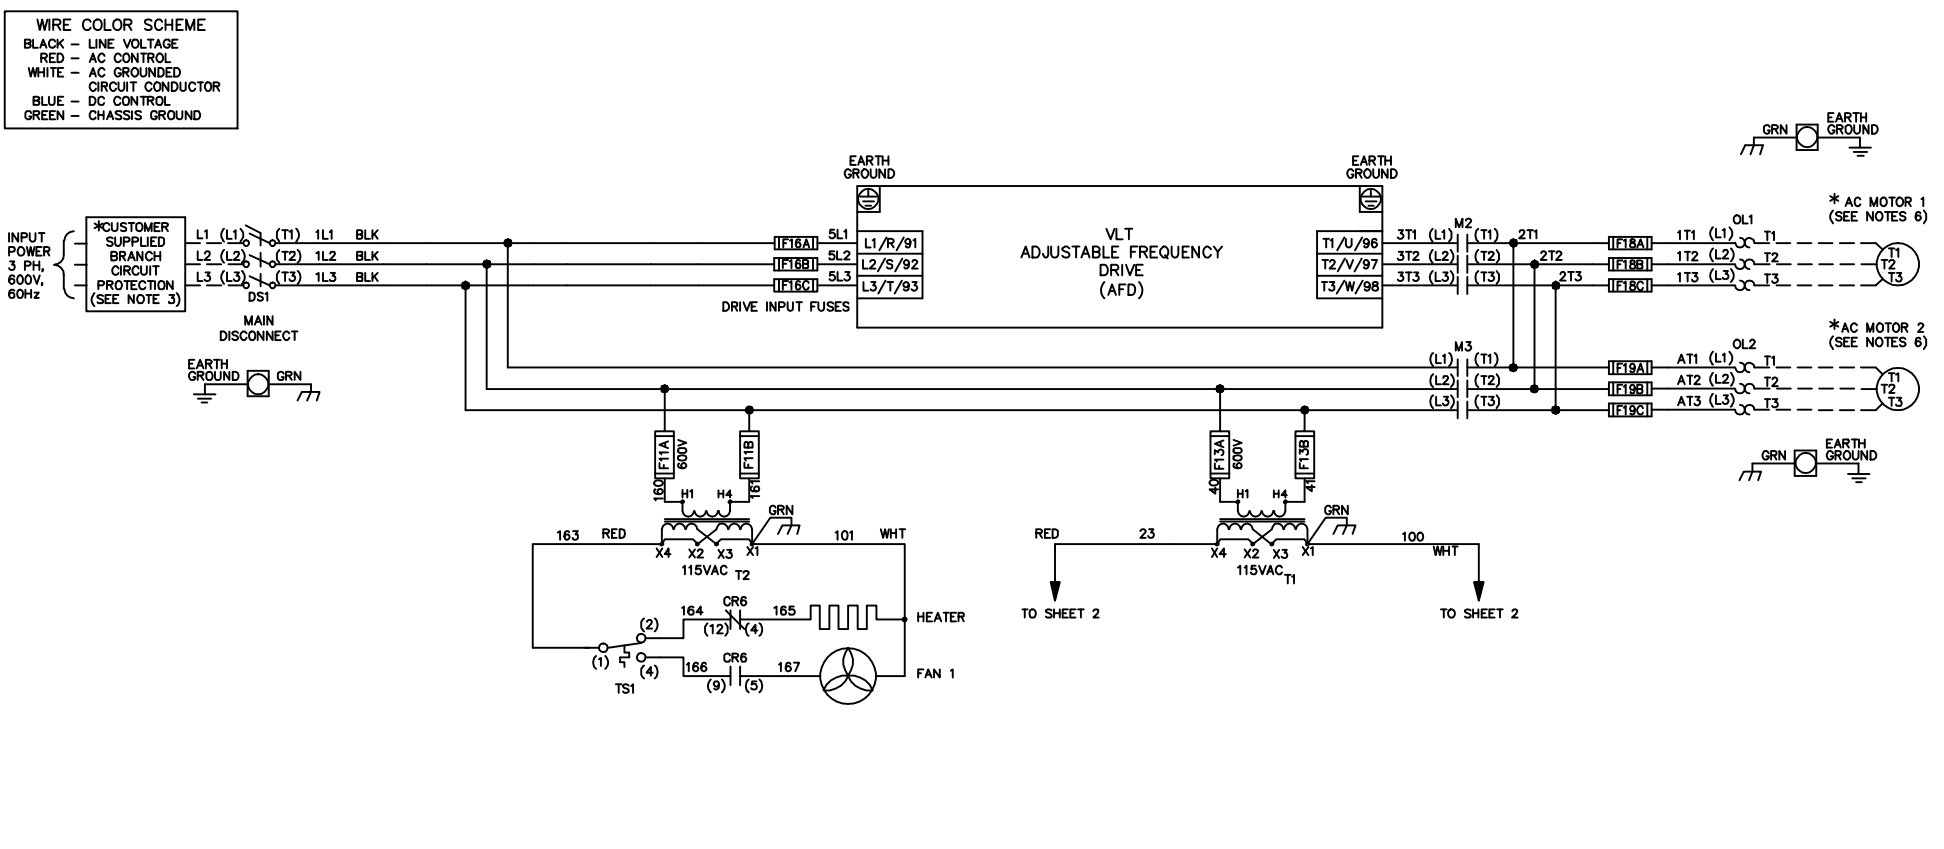 WIRE COLOR SCHEME
BLACK – LINE VOLTAGE
RED – AC CONTROL
WHITE – AC GROUNDED
CIRCUIT CONDUCTOR
BLUE – DC CONTROL
GREEN – CHASSIS GROUND
INPUT
POWER
3 PH,
600V,
60Hz
*CUSTOMER
SUPPLIED
BRANCH
CIRCUIT
PROTECTION
(SEE NOTE 3)
L1 (L1) (T1) 1L1 BLK
L2 (L2) (T2) 1L2 BLK
L3 (L3) (T3) 1L3 BLK
DS1
MAIN
DISCONNECT
EARTH
GROUND
GRN
F16A 5L1
F16B 5L2
F16C 5L3
DRIVE INPUT FUSES
EARTH
GROUND
L1/R/91
L2/S/92
L3/T/93
VLT
ADJUSTABLE FREQUENCY
DRIVE
(AFD)
EARTH
GROUND
T1/U/96
T2/V/97
T3/W/98
M2
3T1 (L1) (T1) 2T1
3T2 (L2) (T2) 2T2
3T3 (L3) (T3) 2T3
F18A 1T1 (L1) T1
F18B 1T2 (L2) T2
F18C 1T3 (L3) T3
OL1
GRN
EARTH
GROUND
* AC MOTOR 1
(SEE NOTES 6)
T1
T2
T3
M3
(L1) (T1)
(L2) (T2)
(L3) (T3)
F19A AT1 (L1) T1
F19B AT2 (L2) T2
F19C AT3 (L3) T3
OL2
*AC MOTOR 2
(SEE NOTES 6)
T1
T2
T3
GRN
EARTH
GROUND
F11A
600V
F11B
160
161
H1 H4
GRN
163 RED
X4 X2 X3 X1
101 WHT
115VAC T2
CR6
164 165
(12) (4)
HEATER
(2)
(1)
(4)
TS1
CR6
166 167
(9) (5)
FAN 1
F13A
600V
F13B
40
41
H1 H4
GRN
RED 23
X4 X2 X3 X1
100
WHT
115VAC T1
TO SHEET 2
TO SHEET 2